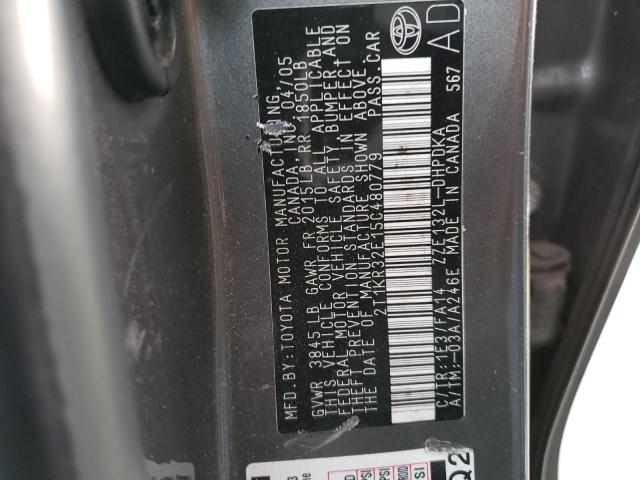 MFD.BY:TOYOTA MOTOR MANUFACTURING
CANADA, INC. 04/05
GVWR 3845LB GAWR FR 2015LB RR 1850LB
THIS VEHICLE CONFORMS TO ALL APPLICABLE
FEDERAL MOTOR VEHICLE SAFETY BUMPER AND
THEFT PREVENTION STANDARDS IN EFFECT ON
THE DATE OF MANUFACTURE SHOWN ABOVE.
2T1KR32E15C480779 PASS.CAR
C/TR:1E3/FA14 ZZE132L-DHPDKA
A/TM:-03A/A246E MADE IN CANADA 567
AD
Q2